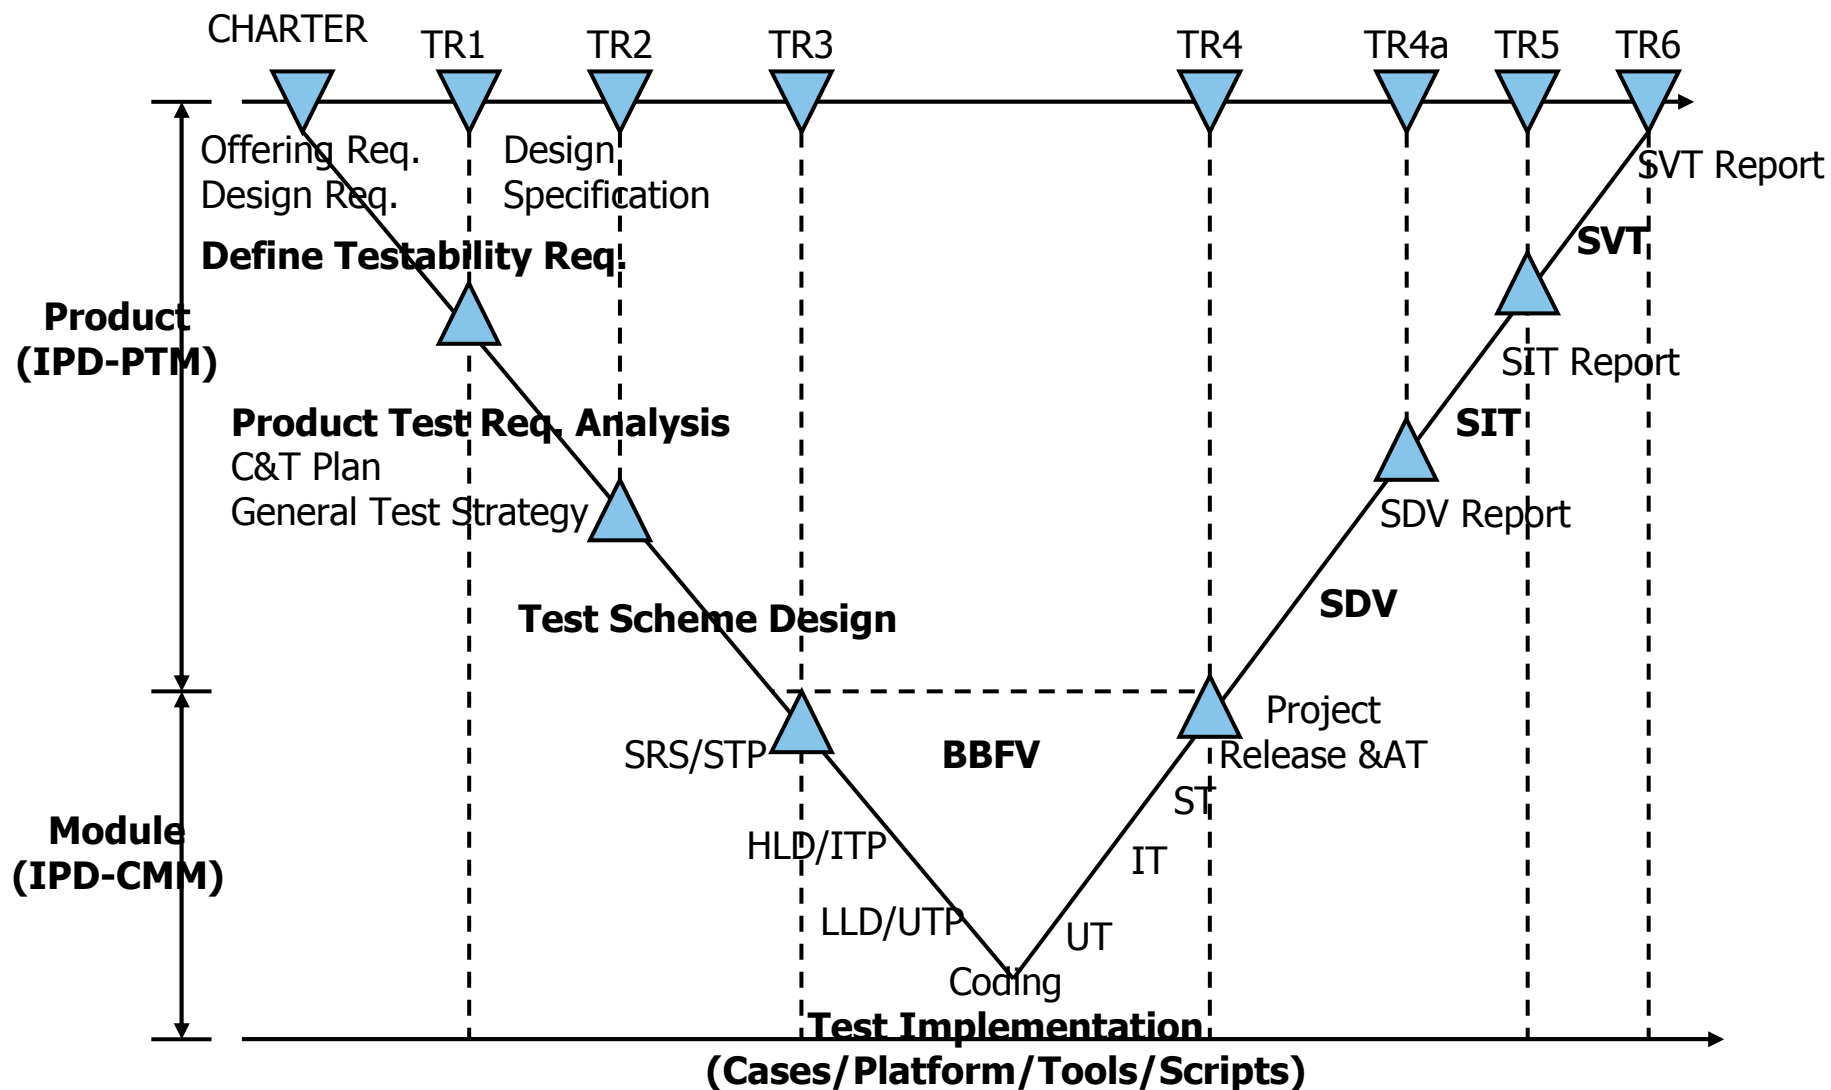 CHARTER
TR1
TR2
TR3
TR4
TR4a
TR5
TR6
Offering Req.
Design Req.
Design
Specification
SVT Report
Define Testability Req.
SVT
Product
(IPD-PTM)
SIT Report
Product Test Req. Analysis
C&T Plan
General Test Strategy
SIT
SDV Report
Test Scheme Design
SDV
SRS/STP
BBFV
Project
Release &AT
ST
Module
(IPD-CMM)
HLD/ITP
IT
LLD/UTP
UT
Coding
Test Implementation
(Cases/Platform/Tools/Scripts)